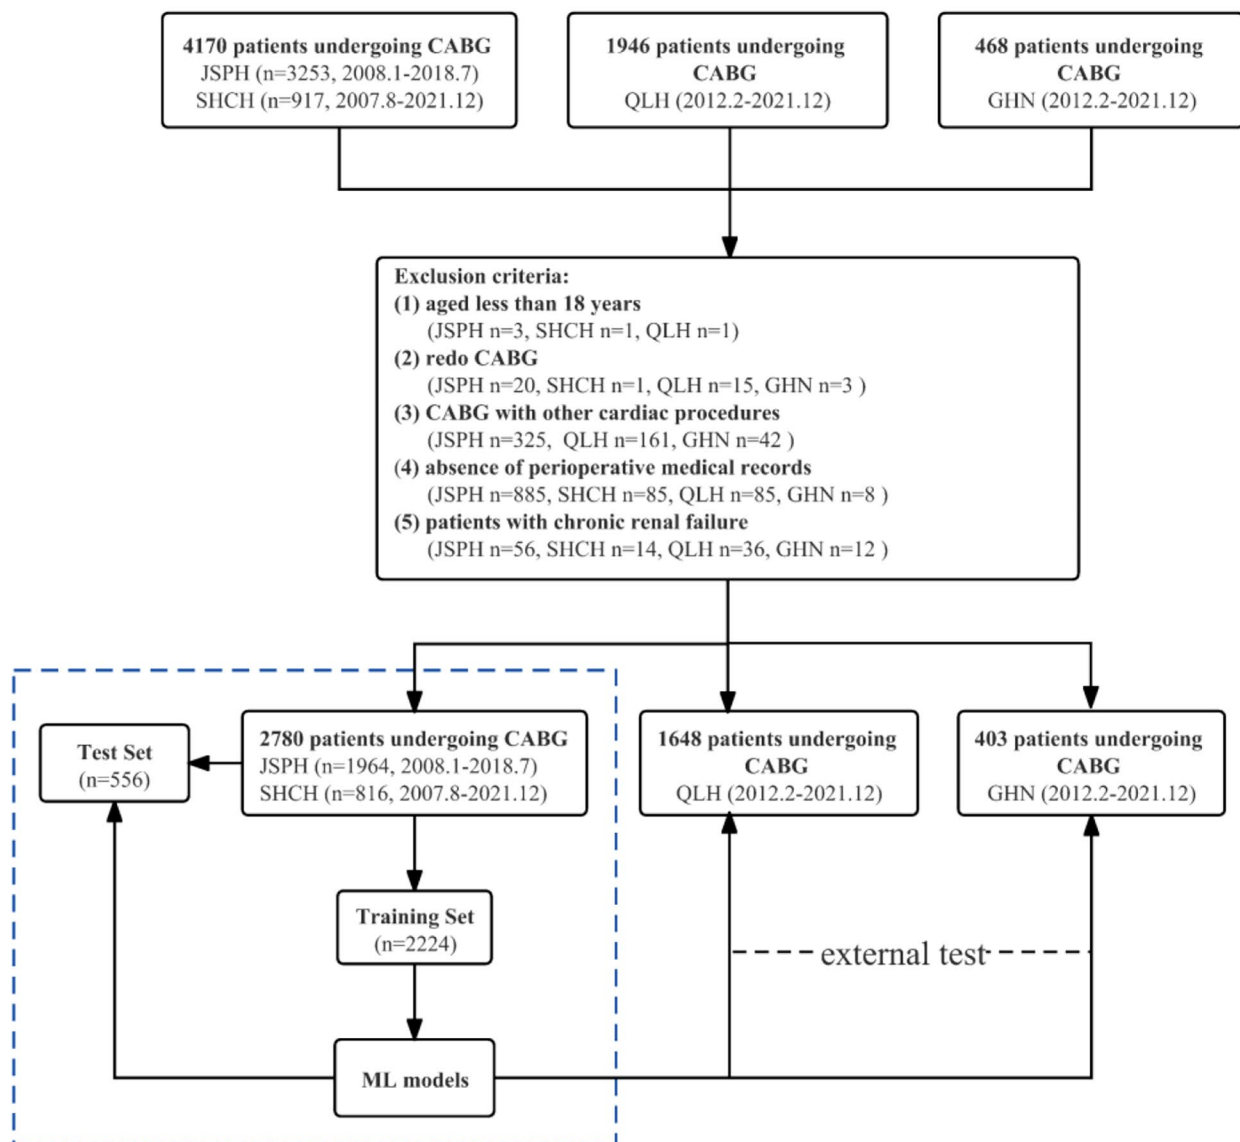 4170 patients undergoing CABG
JSPH (n=3253, 2008.1-2018.7)
SHCH (n=917, 2007.8-2021.12)
1946 patients undergoing
CABG
QLH (2012.2-2021.12)
468 patients undergoing
CABG
GHN (2012.2-2021.12)
Exclusion criteria:
(1) aged less than 18 years
(JSPH n=3, SHCH n=1, QLH n=1)
(2) redo CABG
(JSPH n=20, SHCH n=1, QLH n=15, GHN n=3 )
(3) CABG with other cardiac procedures
(JSPH n=325, QLH n=161, GHN n=42 )
(4) absence of perioperative medical records
(JSPH n=885, SHCH n=85, QLH n=85, GHN n=8 )
(5) patients with chronic renal failure
(JSPH n=56, SHCH n=14, QLH n=36, GHN n=12 )
Test Set
(n=556)
2780 patients undergoing CABG
JSPH (n=1964, 2008.1-2018.7)
SHCH (n=816, 2007.8-2021.12)
1648 patients undergoing
CABG
QLH (2012.2-2021.12)
403 patients undergoing
CABG
GHN (2012.2-2021.12)
Training Set
(n=2224)
external test
ML models